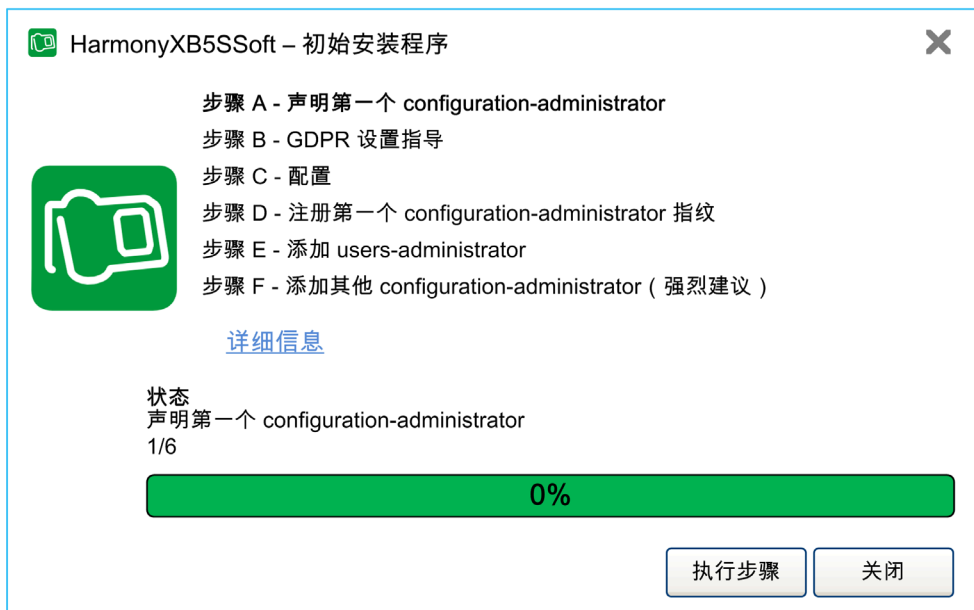 HarmonyXB5SSoft – 初始安装程序
步骤 A - 声明第一个 configuration-administrator
步骤 B - GDPR 设置指导
步骤 C - 配置
步骤 D - 注册第一个 configuration-administrator 指纹
步骤 E - 添加 users-administrator
步骤 F - 添加其他 configuration-administrator（强烈建议）
详细信息
状态
声明第一个 configuration-administrator
1/6
0%
执行步骤
关闭